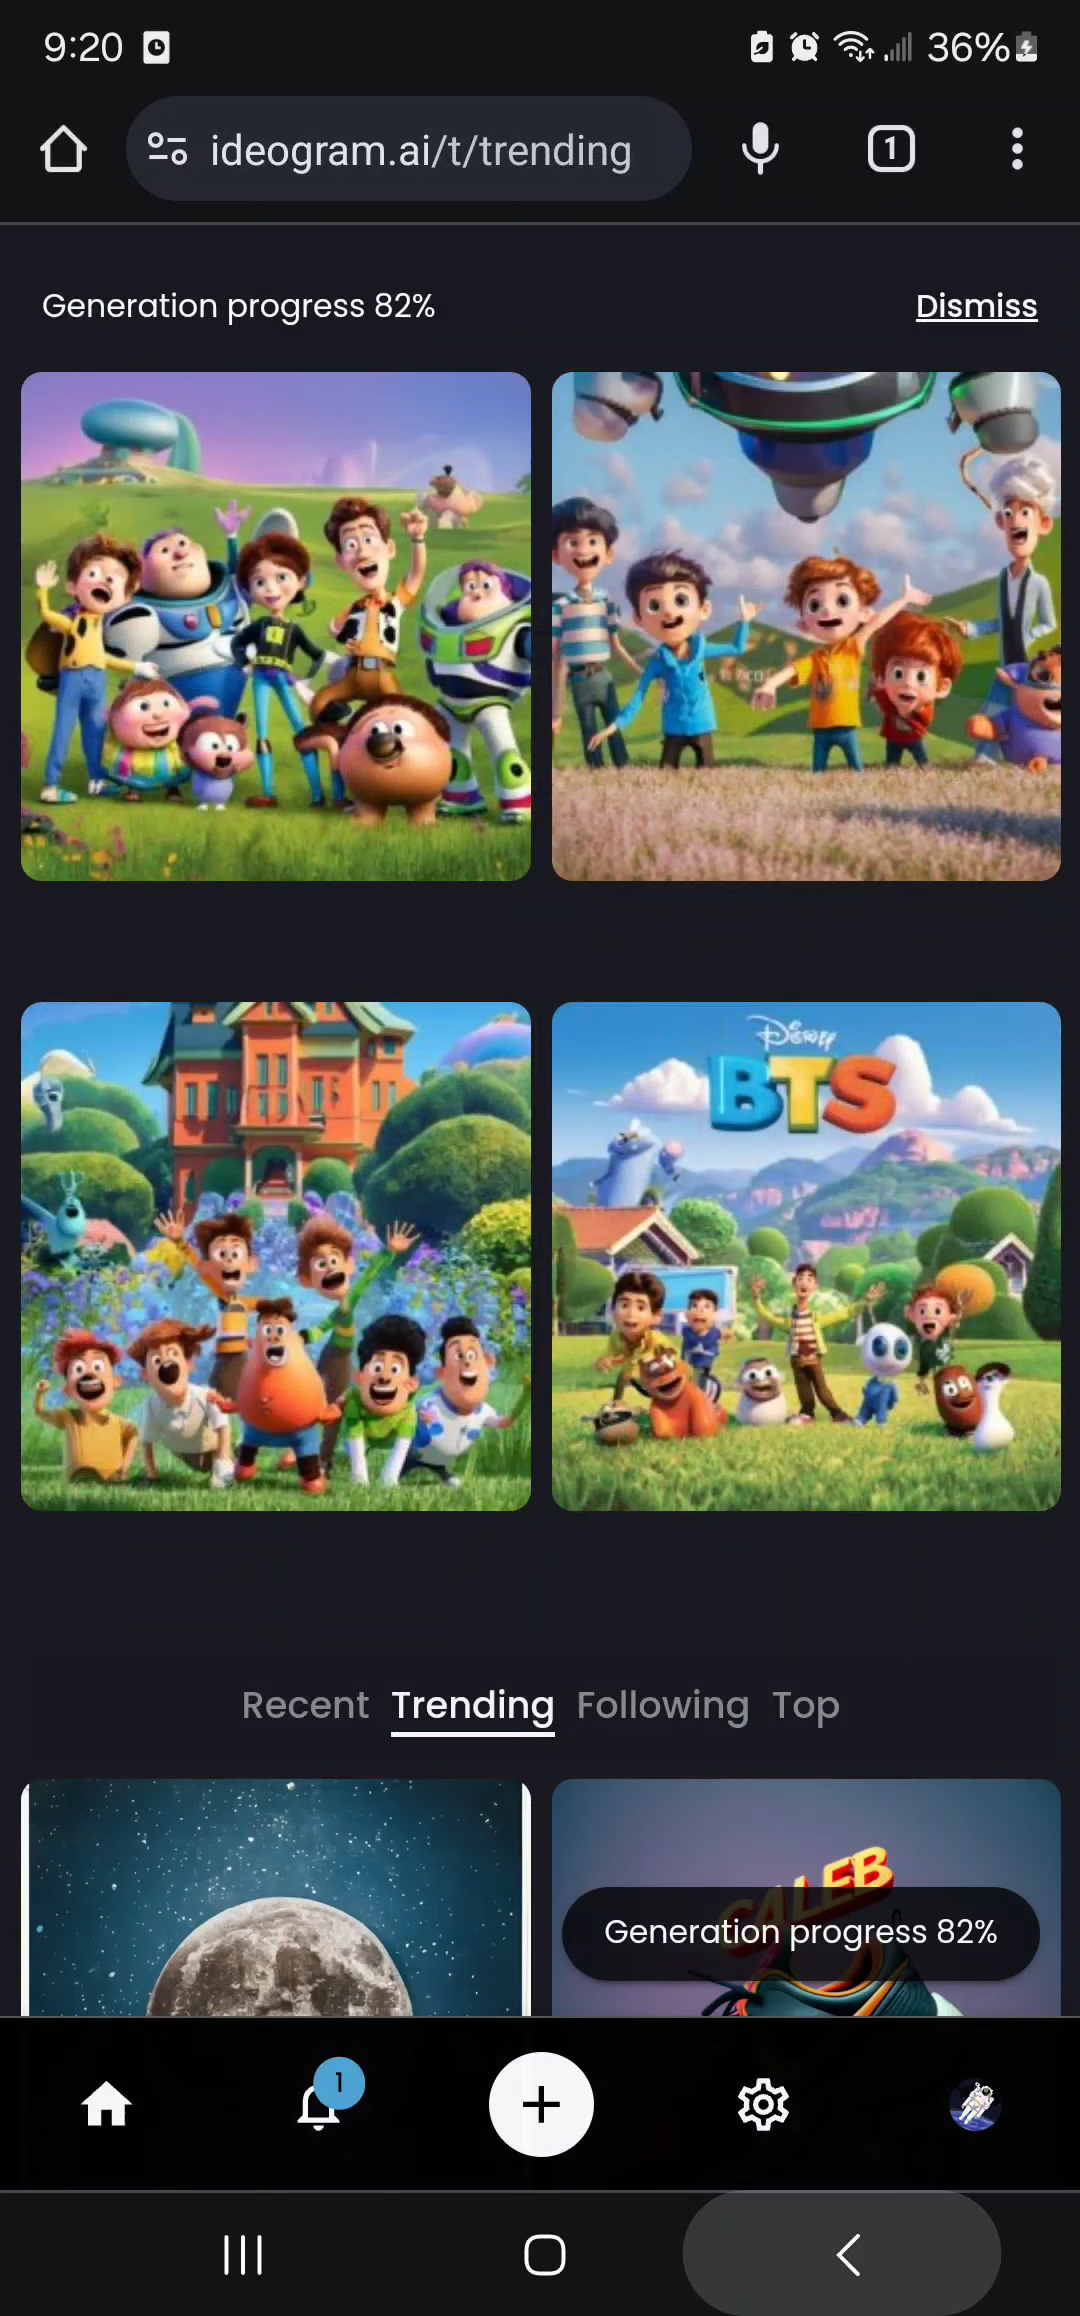 9:20
36%
ideogram.ai/t/trending
1
Generation progress 82%
Dismiss
Disney
BTS
Recent Trending Following Top
CALEB
Generation progress 82%
1